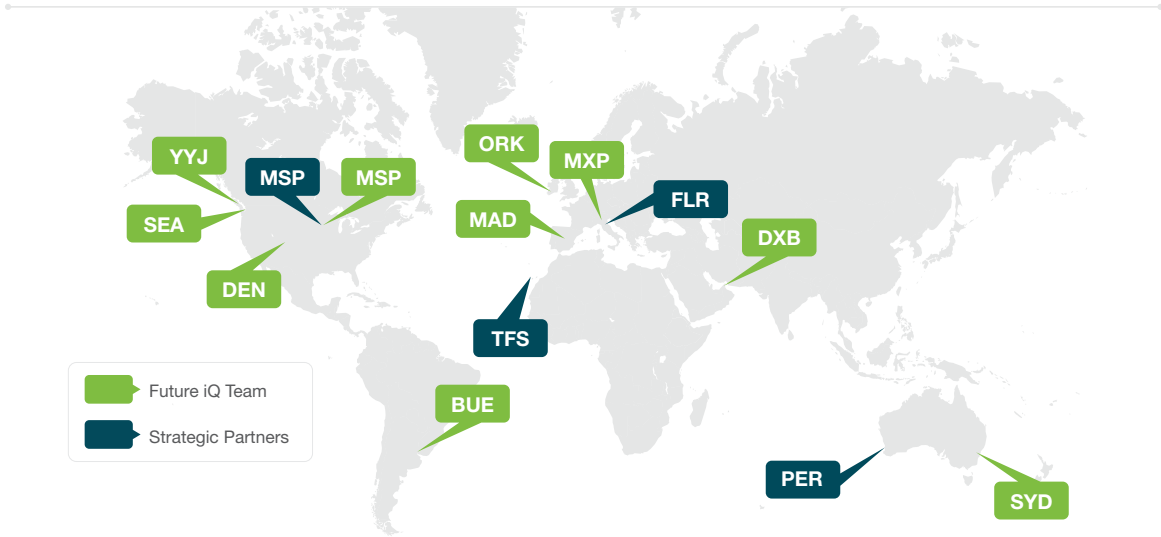 ORK
YYJ
MXP
MSP
MSP
FLR
MAD
SEA
DXB
DEN
TFS
Future iQ Team
BUE
Strategic Partners
PER
SYD